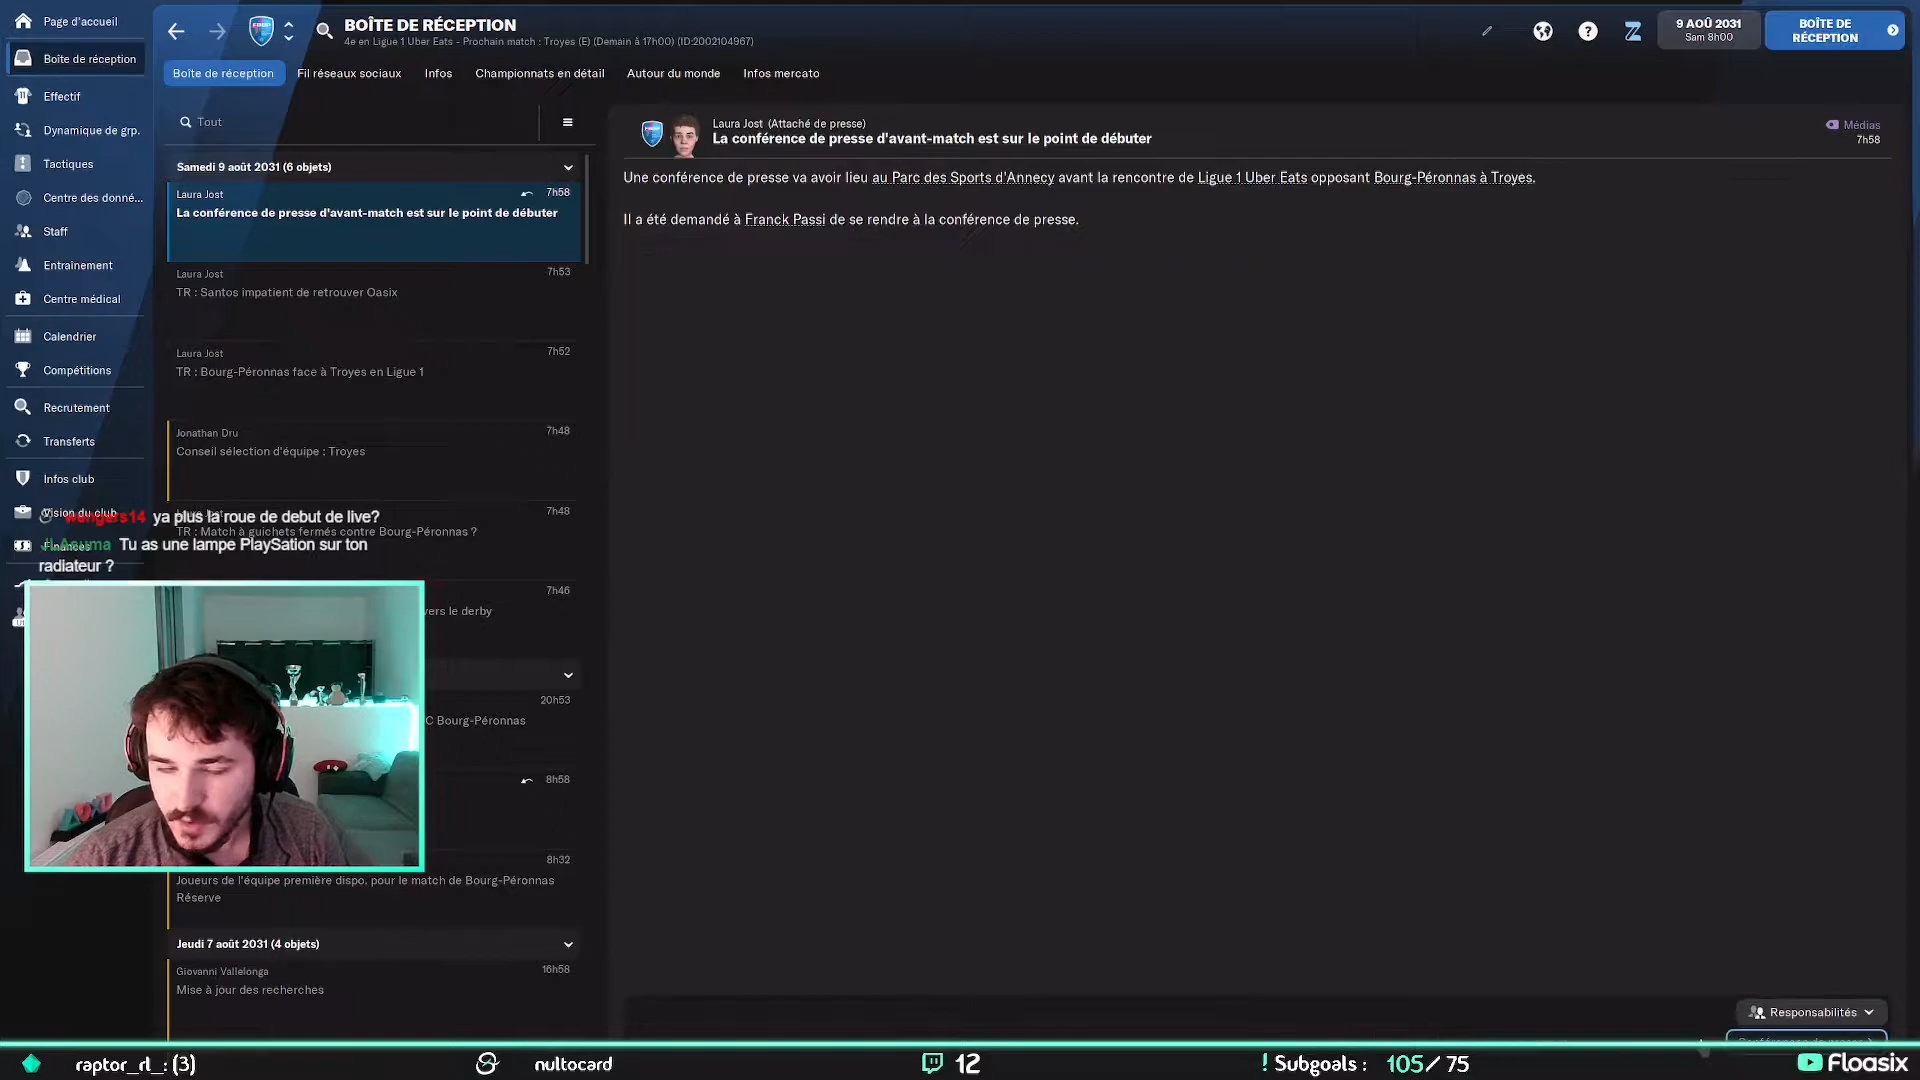 Page d'accueil
BOÎTE DE RÉCEPTION
4e en Ligue 1 Uber Eats - Prochain match : Troyes (E) (Demain à 17h00) (ID:2002104967)
9 AOÛ 2031
Sam 8h00
BOÎTE DE
RÉCEPTION
Boîte de réception
Boîte de réception
Fil réseaux sociaux
Infos
Championnats en détail
Autour du monde
Infos mercato
Effectif
Dynamique de grp.
Tactiques
Centre des donné...
Staff
Entraînement
Centre médical
Calendrier
Compétitions
Recrutement
Transferts
Infos club
Vision du club
Finances
Tout
Samedi 9 août 2031 (6 objets)
Laura Jost 7h58
La conférence de presse d'avant-match est sur le point de débuter
Laura Jost 7h53
TR : Santos impatient de retrouver Oasix
Laura Jost 7h52
TR : Bourg-Péronnas face à Troyes en Ligue 1
Jonathan Dru 7h48
Conseil sélection d'équipe : Troyes
7h48
TR : Match à guichets fermés contre Bourg-Péronnas ?
7h46
vers le derby
20h53
C Bourg-Péronnas
8h58
8h32
Joueurs de l'équipe première dispo. pour le match de Bourg-Péronnas
Réserve
Jeudi 7 août 2031 (4 objets)
Giovanni Vallelonga 16h58
Mise à jour des recherches
Laura Jost (Attaché de presse)
La conférence de presse d'avant-match est sur le point de débuter
Médias
7h58
Une conférence de presse va avoir lieu au Parc des Sports d'Annecy avant la rencontre de Ligue 1 Uber Eats opposant Bourg-Péronnas à Troyes.
Il a été demandé à Franck Passi de se rendre à la conférence de presse.
wengers14 ya plus la roue de debut de live?
Asuma Tu as une lampe PlaySation sur ton
radiateur ?
Responsabilités
raptor_rl_: (3)
nultocard
12
! Subgoals : 105 / 75
Floasix